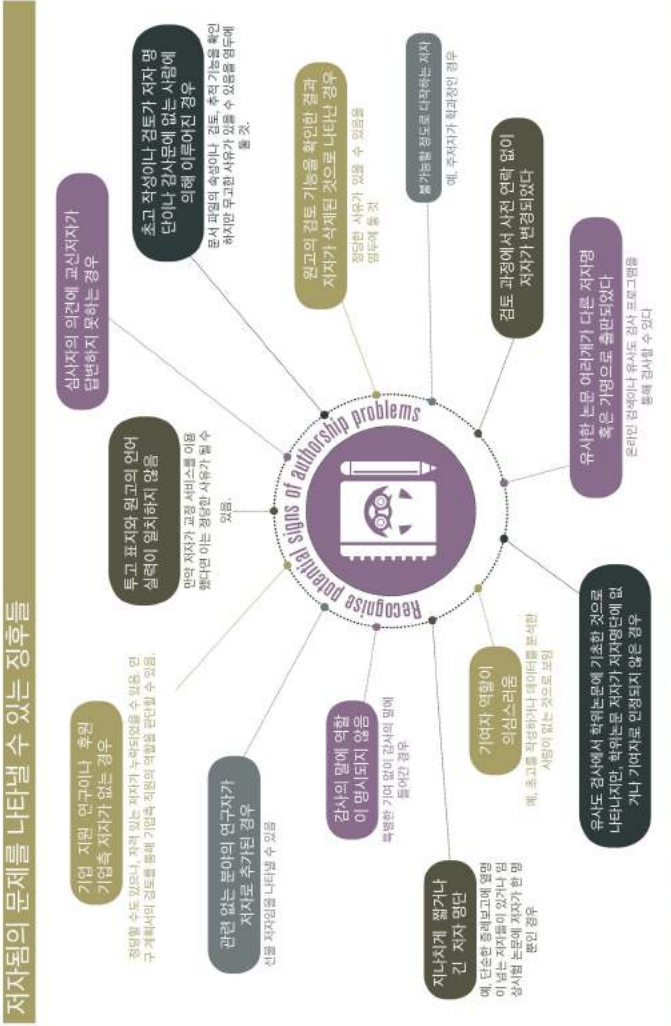 저자됨의 문제를 나타낼 수 있는 징후들
기업 지원 연구이나 후원
기업측 저자가 없는 경우
정당할 수도 있으나, 자격 있는 저자가 누락되었을 수 있음. 연
구 계획서의 검토를 통해 기업측 직원의 역할을 판단할 수 있음.
투고 표지와 원고의 언어
실력이 일치하지 않음
만약 저자가 교정 서비스를 이용
했다면 이는 정당한 사유가 될 수
있음.
심사자의 의견에 교신저자가
답변하지 못하는 경우
초고 작성이나 검토가 저자 명
단이나 감사문에 없는 사람에
의해 이루어진 경우
문서 파일의 속성이나 검토, 추적 기능을 확인
하지만 무고한 사유가 있을 수 있음을 염두에
둘 것.
관련 없는 분야의 연구자가
저자로 추가된 경우
선물 저자임을 나타낼 수 있음
원고의 검토 기능을 확인한 결과
저자가 삭제된 것으로 나타난 경우
정당한 사유가 있을 수 있음을
염두에 둘 것
감사의 말에 역할
이 명시되지 않음
특별한 기여 없이 감사의 말에
들어간 경우
Recognise potential signs of authorship problems
불가능할 정도로 다작하는 저자
예, 주저자가 학과장인 경우
지나치게 짧거나
긴 저자 명단
예, 단순한 증례보고에 열명
이 넘는 저자들이 있거나 임
상시험 논문에 저자가 한 명
뿐인 경우
기여자 역할이
의심스러움
예, 초고를 작성하거나 데이터를 분석한
사람이 없는 것으로 보임
검토 과정에서 사전 연락 없이
저자가 변경되었다
유사도 검사에서 학위논문에 기초한 것으로
나타나지만, 학위논문 저자가 저자명단에 없
거나 기여자로 인정되지 않은 경우
유사한 논문 여러개가 다른 저자명
혹은 가명으로 출판되었다
온라인 검색이나 유사도 검사 프로그램을
통해 검사할 수 있다